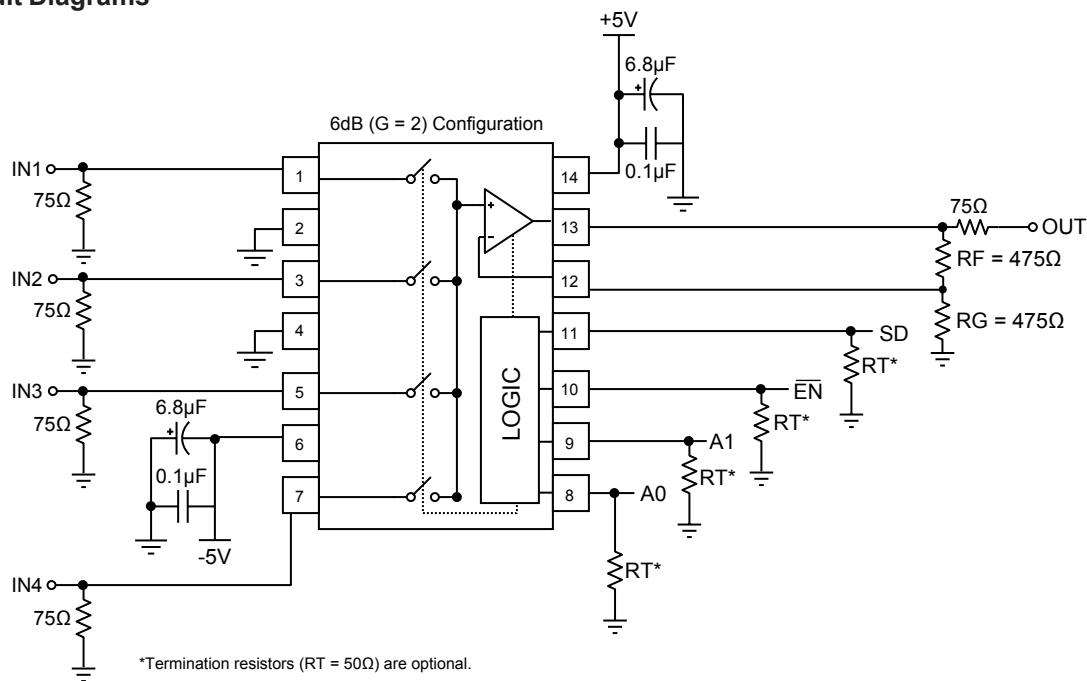 uit Diagrams
+5V
6.8µF
0.1µF
6dB (G = 2) Configuration
IN1
75Ω
IN2
75Ω
IN3
75Ω
6.8µF
0.1µF
-5V
IN4
75Ω
1
2
3
4
5
6
7
+
-
LOGIC
14
13
12
11
10
9
8
75Ω
OUT
RF = 475Ω
RG = 475Ω
SD
RT*
EN
RT*
A1
RT*
A0
RT*
+
+
*Termination resistors (RT = 50Ω) are optional.